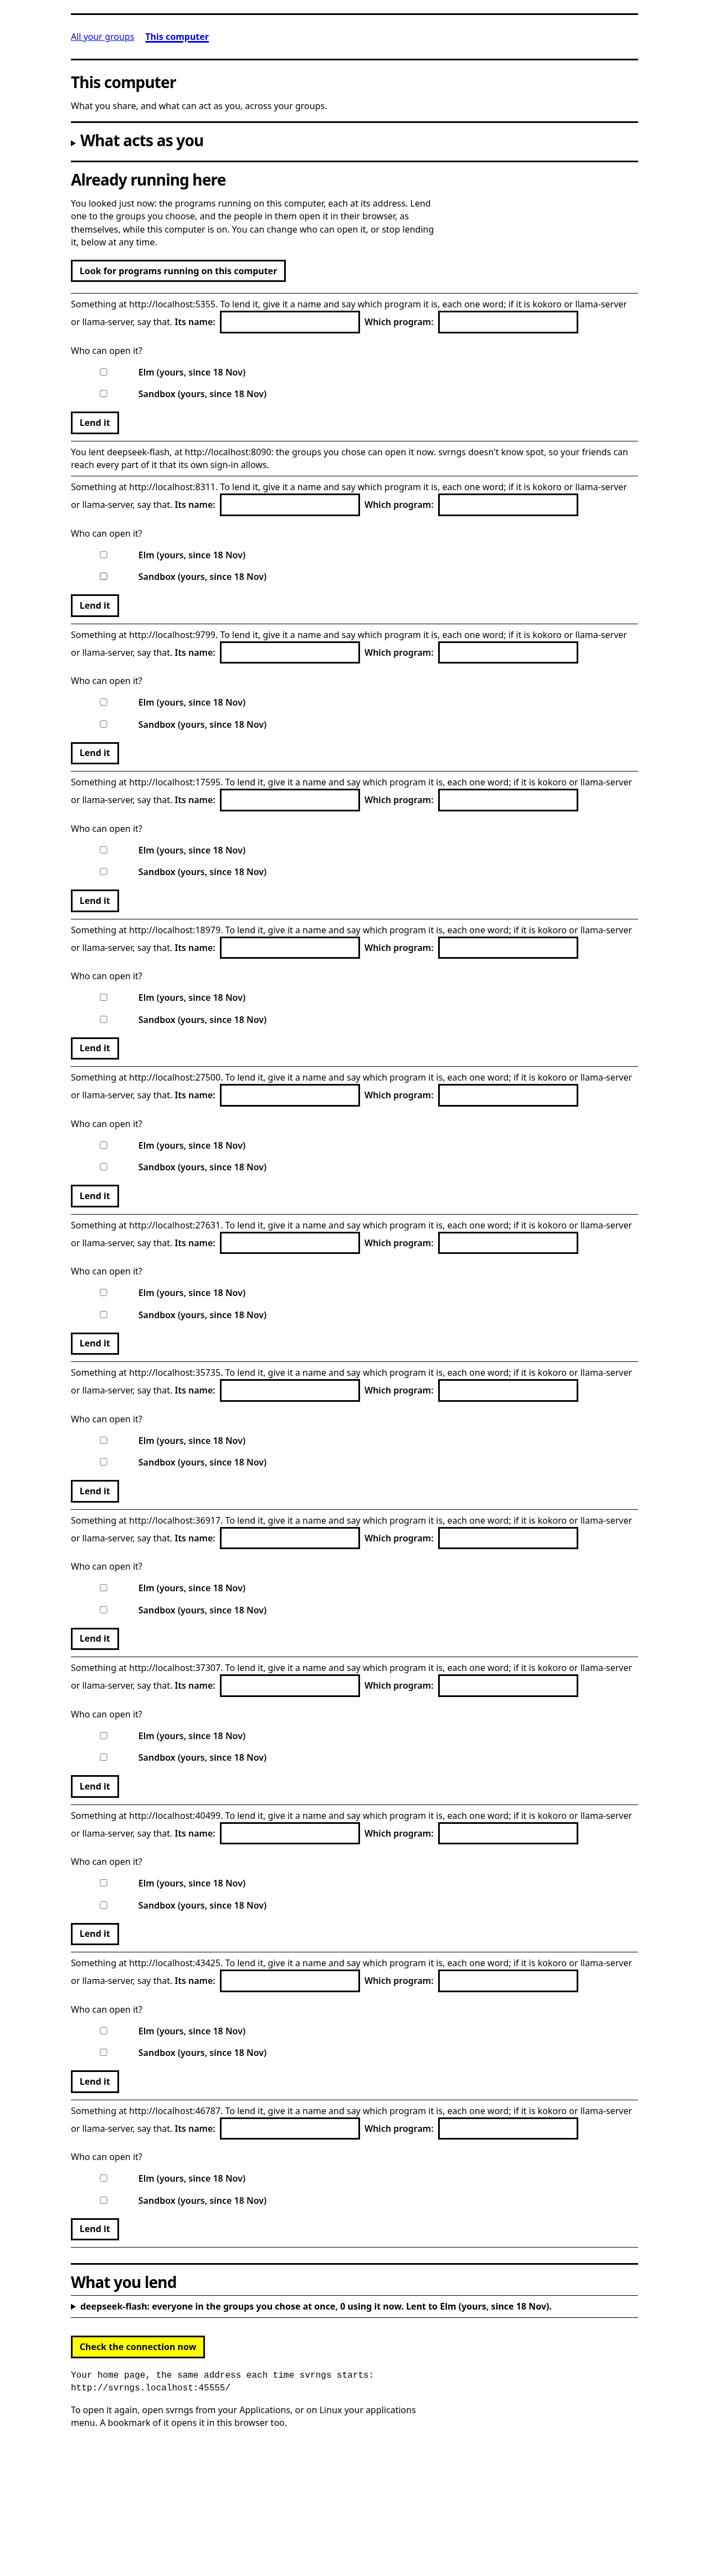 All your groups This computer
This computer
What you share, and what can act as you, across your groups.
What acts as you
Already running here
You looked just now: the programs running on this computer, each at its address. Lend
one to the groups you choose, and the people in them open it in their browser, as
themselves, while this computer is on. You can change who can open it, or stop lending
it, below at any time.
Look for programs running on this computer
Something at http://localhost:5355. To lend it, give it a name and say which program it is, each one word; if it is kokoro or llama-server
or llama-server, say that. Its name: Which program:
Who can open it?
Elm (yours, since 18 Nov)
Sandbox (yours, since 18 Nov)
Lend it
You lent deepseek-flash, at http://localhost:8090: the groups you chose can open it now. svrngs doesn't know spot, so your friends can
reach every part of it that its own sign-in allows.
Something at http://localhost:8311. To lend it, give it a name and say which program it is, each one word; if it is kokoro or llama-server
or llama-server, say that. Its name: Which program:
Who can open it?
Elm (yours, since 18 Nov)
Sandbox (yours, since 18 Nov)
Lend it
Something at http://localhost:9799. To lend it, give it a name and say which program it is, each one word; if it is kokoro or llama-server
or llama-server, say that. Its name: Which program:
Who can open it?
Elm (yours, since 18 Nov)
Sandbox (yours, since 18 Nov)
Lend it
Something at http://localhost:17595. To lend it, give it a name and say which program it is, each one word; if it is kokoro or llama-server
or llama-server, say that. Its name: Which program:
Who can open it?
Elm (yours, since 18 Nov)
Sandbox (yours, since 18 Nov)
Lend it
Something at http://localhost:18979. To lend it, give it a name and say which program it is, each one word; if it is kokoro or llama-server
or llama-server, say that. Its name: Which program:
Who can open it?
Elm (yours, since 18 Nov)
Sandbox (yours, since 18 Nov)
Lend it
Something at http://localhost:27500. To lend it, give it a name and say which program it is, each one word; if it is kokoro or llama-server
or llama-server, say that. Its name: Which program:
Who can open it?
Elm (yours, since 18 Nov)
Sandbox (yours, since 18 Nov)
Lend it
Something at http://localhost:27631. To lend it, give it a name and say which program it is, each one word; if it is kokoro or llama-server
or llama-server, say that. Its name: Which program:
Who can open it?
Elm (yours, since 18 Nov)
Sandbox (yours, since 18 Nov)
Lend it
Something at http://localhost:35735. To lend it, give it a name and say which program it is, each one word; if it is kokoro or llama-server
or llama-server, say that. Its name: Which program:
Who can open it?
Elm (yours, since 18 Nov)
Sandbox (yours, since 18 Nov)
Lend it
Something at http://localhost:36917. To lend it, give it a name and say which program it is, each one word; if it is kokoro or llama-server
or llama-server, say that. Its name: Which program:
Who can open it?
Elm (yours, since 18 Nov)
Sandbox (yours, since 18 Nov)
Lend it
Something at http://localhost:37307. To lend it, give it a name and say which program it is, each one word; if it is kokoro or llama-server
or llama-server, say that. Its name: Which program:
Who can open it?
Elm (yours, since 18 Nov)
Sandbox (yours, since 18 Nov)
Lend it
Something at http://localhost:40499. To lend it, give it a name and say which program it is, each one word; if it is kokoro or llama-server
or llama-server, say that. Its name: Which program:
Who can open it?
Elm (yours, since 18 Nov)
Sandbox (yours, since 18 Nov)
Lend it
Something at http://localhost:43425. To lend it, give it a name and say which program it is, each one word; if it is kokoro or llama-server
or llama-server, say that. Its name: Which program:
Who can open it?
Elm (yours, since 18 Nov)
Sandbox (yours, since 18 Nov)
Lend it
Something at http://localhost:46787. To lend it, give it a name and say which program it is, each one word; if it is kokoro or llama-server
or llama-server, say that. Its name: Which program:
Who can open it?
Elm (yours, since 18 Nov)
Sandbox (yours, since 18 Nov)
Lend it
What you lend
deepseek-flash: everyone in the groups you chose at once, 0 using it now. Lent to Elm (yours, since 18 Nov).
Check the connection now
Your home page, the same address each time svrngs starts:
http://svrngs.localhost:45555/
To open it again, open svrngs from your Applications, or on Linux your applications
menu. A bookmark of it opens it in this browser too.